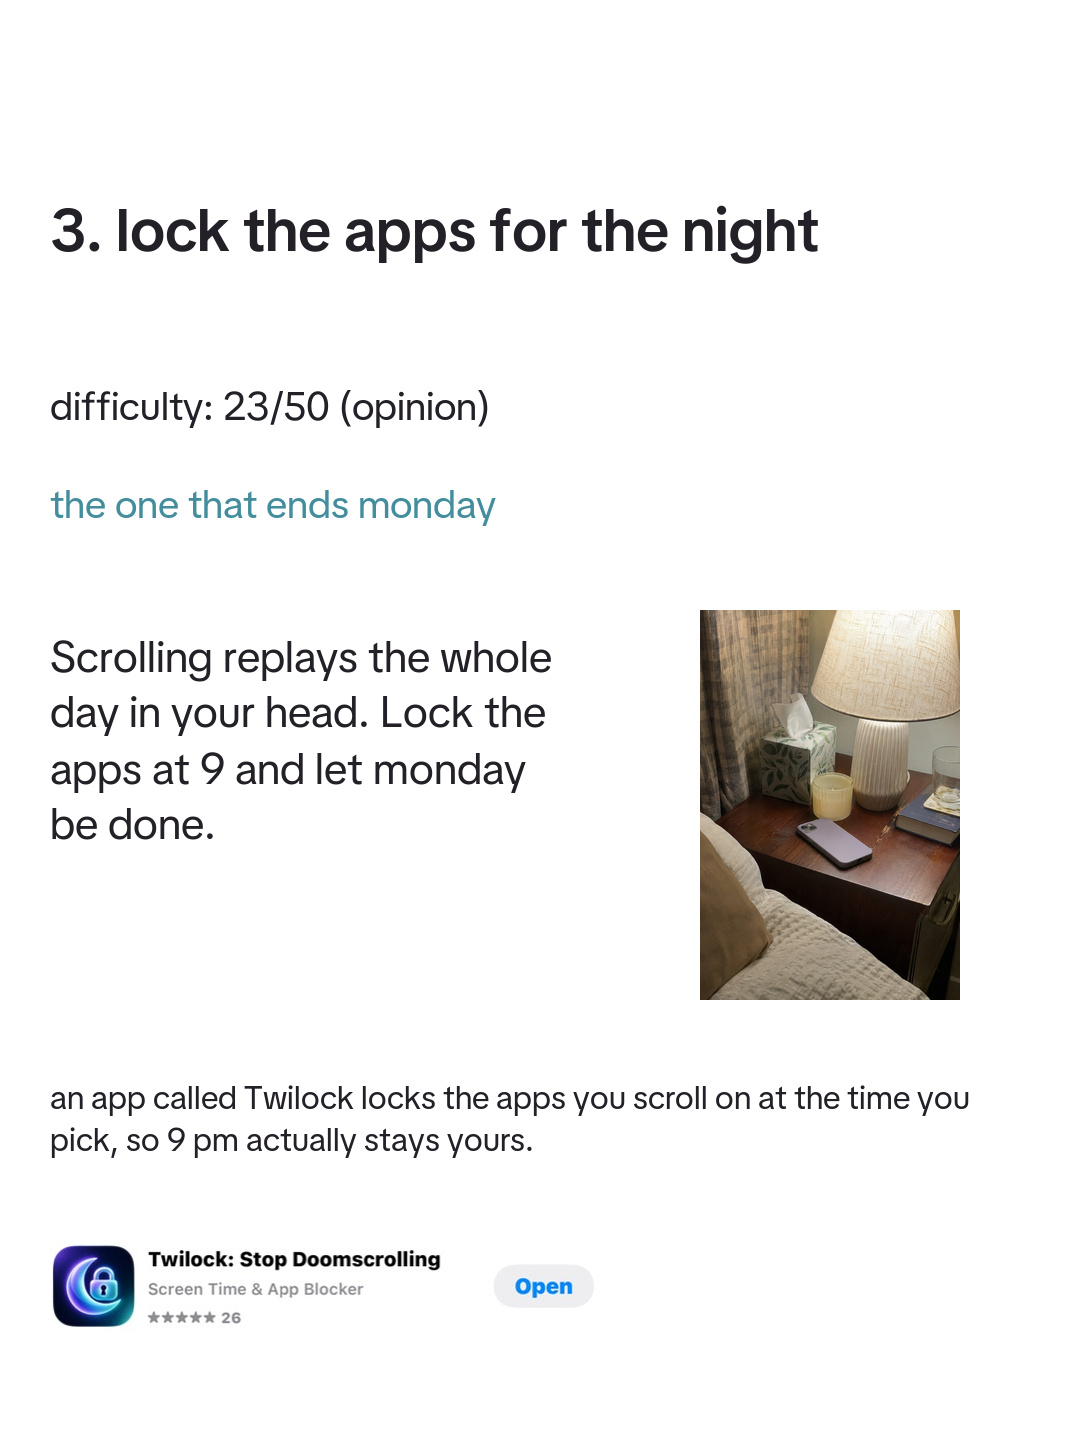 3. lock the apps for the night
difficulty: 23/50 (opinion)
the one that ends monday
Scrolling replays the whole
day in your head. Lock the
apps at 9 and let monday
be done.
an app called Twilock locks the apps you scroll on at the time you
pick, so 9 pm actually stays yours.
Twilock: Stop Doomscrolling
Screen Time & App Blocker
★★★★★ 26
Open